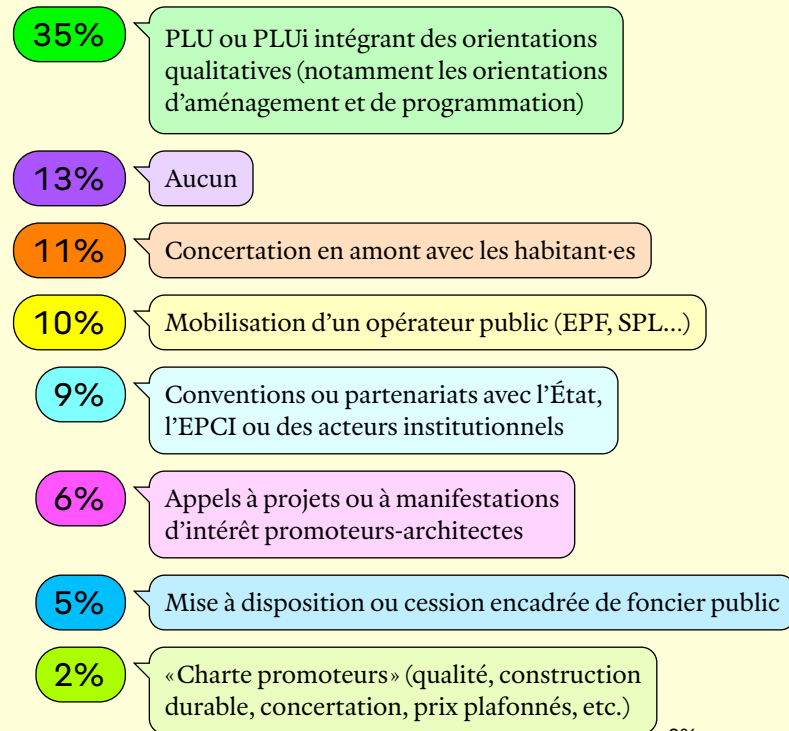 35%
PLU ou PLUi intégrant des orientations
qualitatives (notamment les orientations
d’aménagement et de programmation)
13%
Aucun
11%
Concertation en amont avec les habitant·es
10%
Mobilisation d’un opérateur public (EPF, SPL…)
9%
Conventions ou partenariats avec l’État,
l’EPCI ou des acteurs institutionnels
6%
Appels à projets ou à manifestations
d’intérêt promoteurs-architectes
5%
Mise à disposition ou cession encadrée de foncier public
2%
«Charte promoteurs» (qualité, construction
durable, concertation, prix plafonnés, etc.)